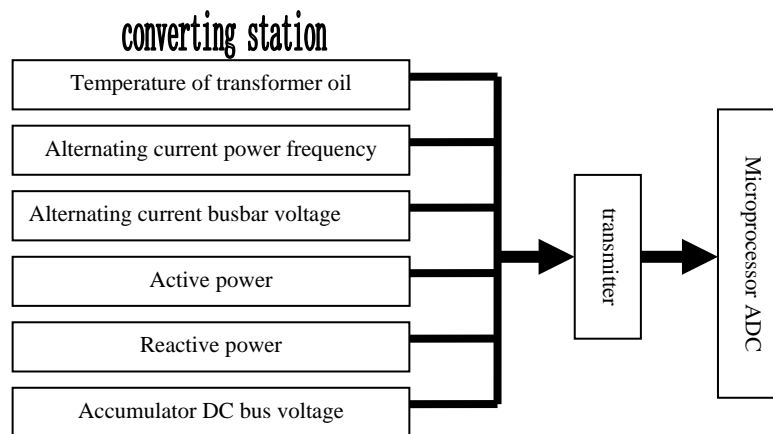 converting station
Temperature of transformer oil
Alternating current power frequency
Alternating current busbar voltage
Active power
Reactive power
Accumulator DC bus voltage
transmitter
Microprocessor ADC